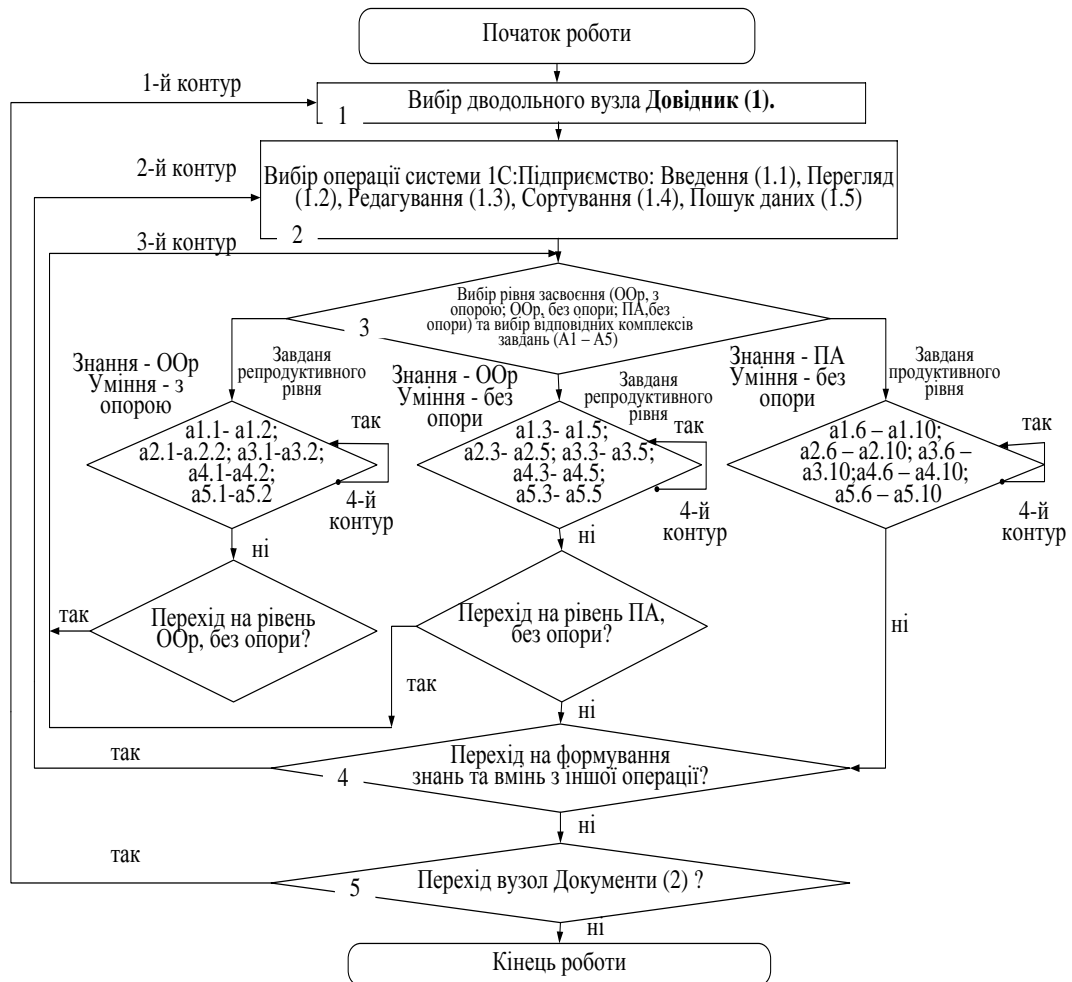 Початок роботи
1-й контур
Вибір дводольного вузла Довідник (1).
1
2-й контур
Вибір операції системи 1С:Підприємство: Введення (1.1), Перегляд
(1.2), Редагування (1.3), Сортування (1.4), Пошук даних (1.5)
2
3-й контур
Вибір рівня засвоєння (ООр, з
опорою; ООр, без опори; ПА,без
опори) та вибір відповідних комплексів
завдань (А1 – А5)
3
Знання - ООр
Уміння - з
опорою
Завданя
репродуктивного
рівня
Знання - ООр
Уміння - без
опори
Завданя
репродуктивного
рівня
Знання - ПА
Уміння - без
опори
Завданя
продуктивного
рівня
а1.1- а1.2;
а2.1-а.2.2; а3.1-а3.2;
а4.1-а4.2;
а5.1-а5.2
так
4-й
контур
а1.3- а1.5;
а2.3- а2.5; а3.3- а3.5;
а4.3- а4.5;
а5.3- а5.5
так
4-й
контур
а1.6 – а1.10;
а2.6 – а2.10; а3.6 –
а3.10;а4.6 – а4.10;
а5.6 – а5.10
так
4-й
контур
ні
ні
ні
так
Перехід на рівень
ООр, без опори?
Перехід на рівень ПА,
без опори?
так
ні
так
Перехід на формування
знань та вмінь з іншої операції?
4
ні
так
Перехід вузол Документи (2) ?
5
ні
Кінець роботи